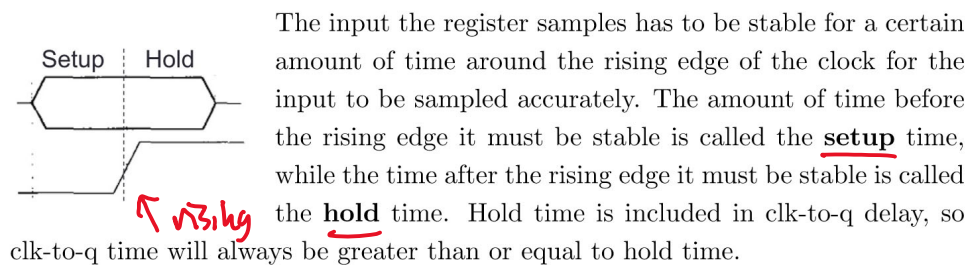 Setup Hold
The input the register samples has to be stable for a certain
amount of time around the rising edge of the clock for the
input to be sampled accurately. The amount of time before
the rising edge it must be stable is called the setup time,
while the time after the rising edge it must be stable is called
rising
the hold time. Hold time is included in clk-to-q delay, so
clk-to-q time will always be greater than or equal to hold time.